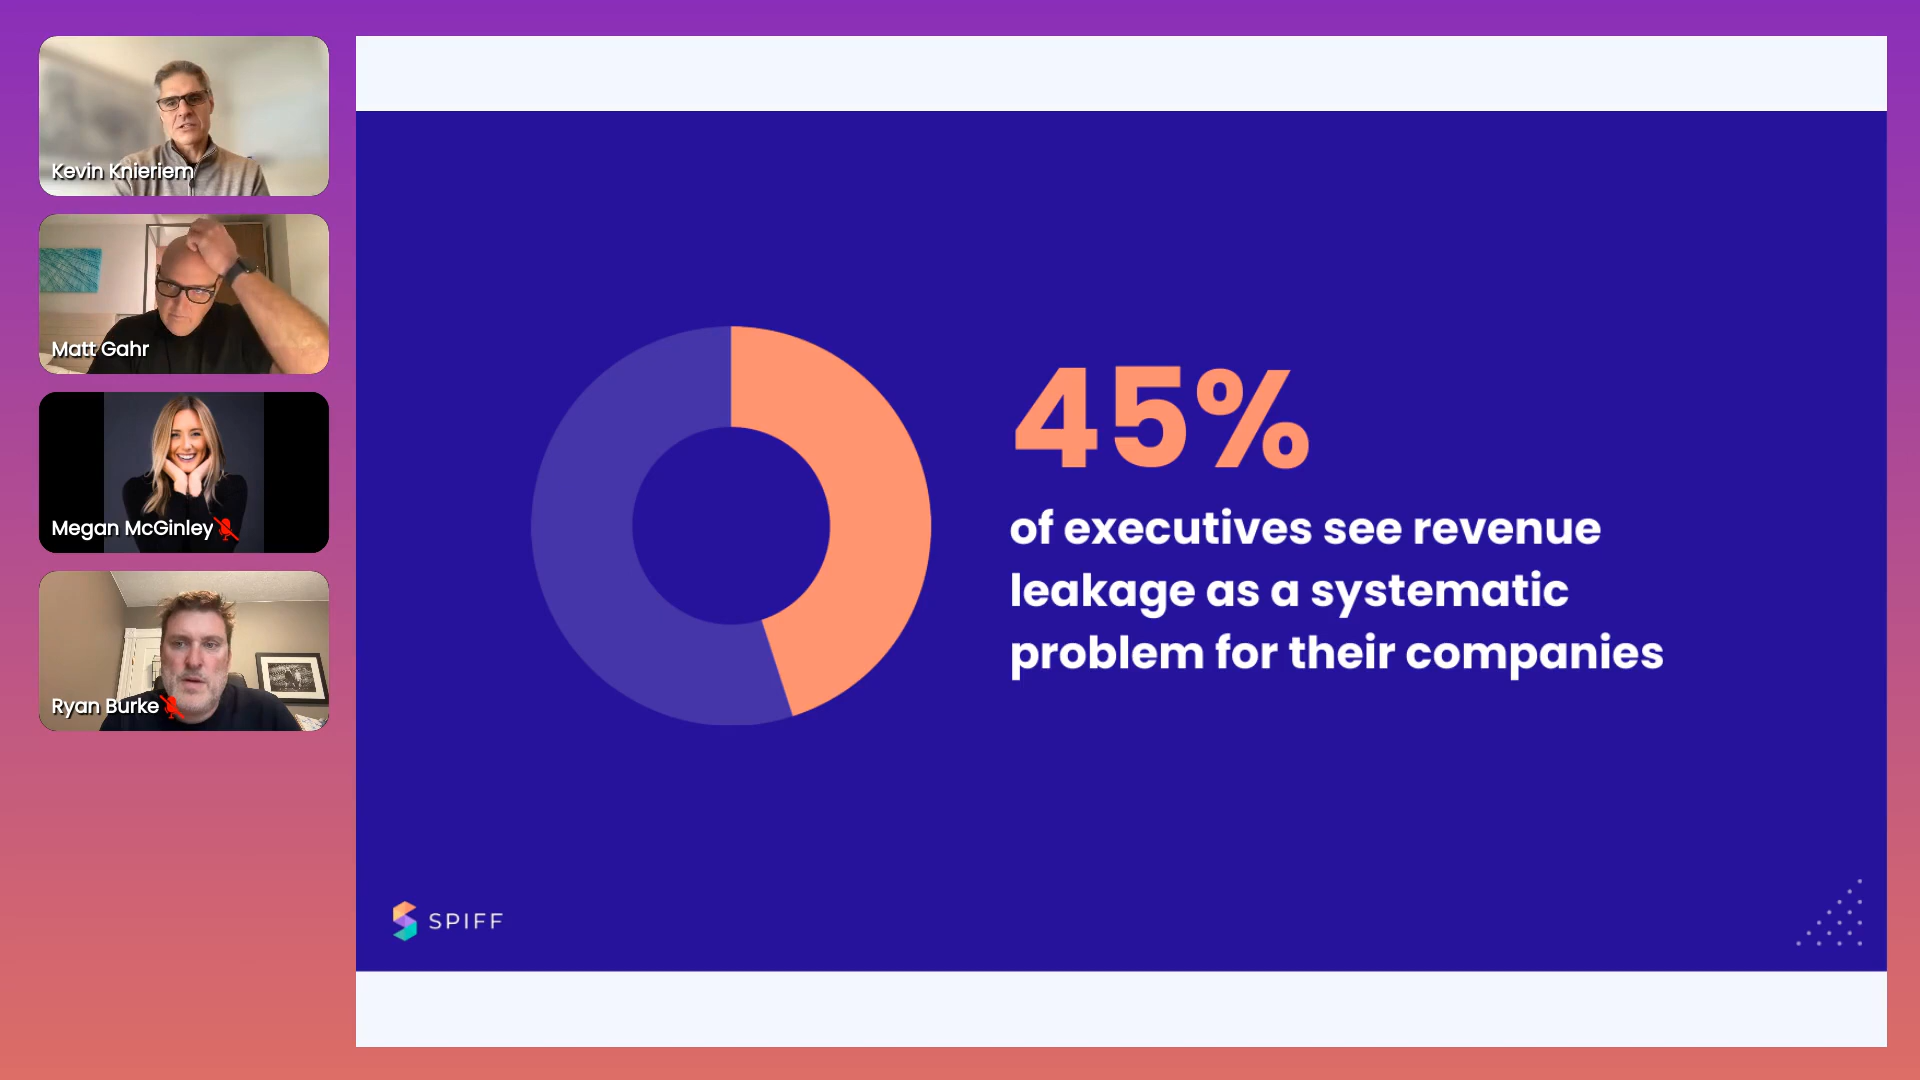 Kevin Knieriem
Matt Gahr
Megan McGinley
Ryan Burke
45%
of executives see revenue
leakage as a systematic
problem for their companies
SPIFF